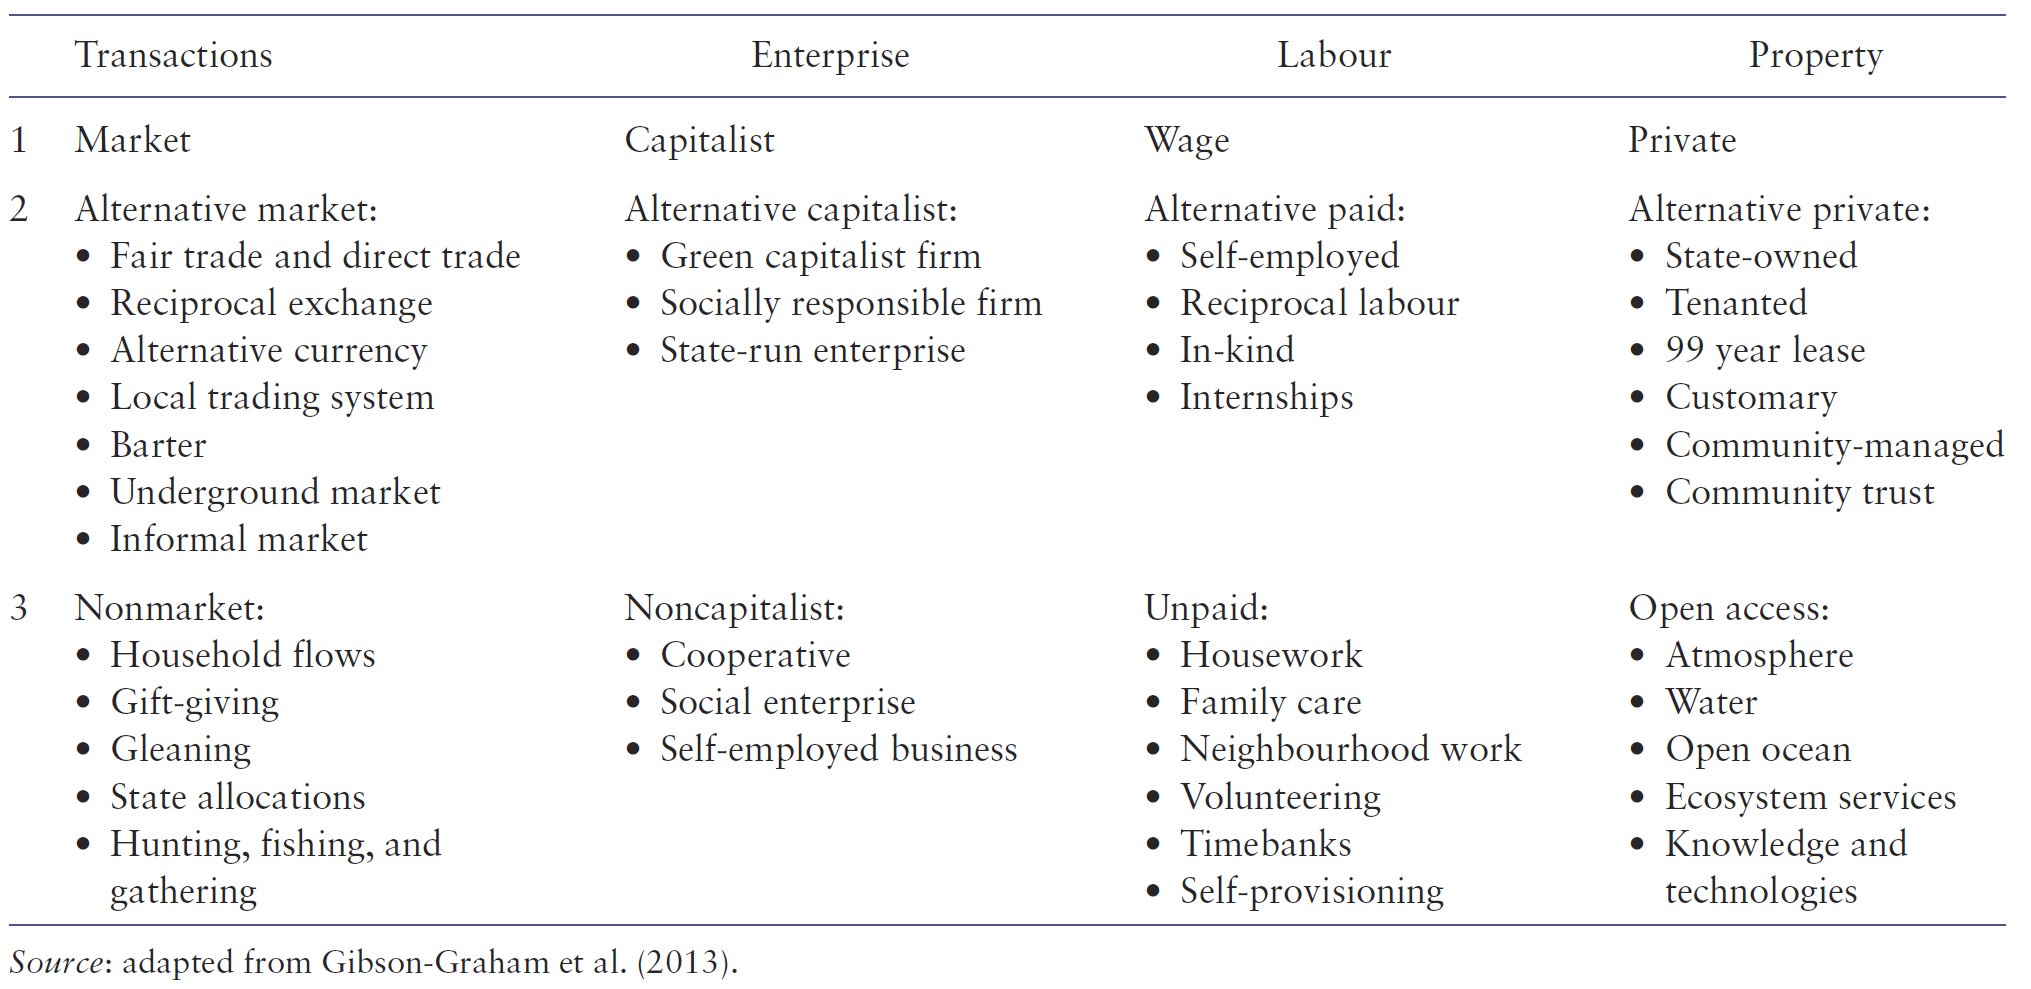 Transactions Enterprise Labour Property
1 Market Capitalist Wage Private
2 Alternative market: Alternative capitalist: Alternative paid: Alternative private:
• Fair trade and direct trade • Green capitalist firm • Self-employed • State-owned
• Reciprocal exchange • Socially responsible firm • Reciprocal labour • Tenanted
• Alternative currency • State-run enterprise • In-kind • 99 year lease
• Local trading system • Internships • Customary
• Barter • Community-managed
• Underground market • Community trust
• Informal market
3 Nonmarket: Noncapitalist: Unpaid: Open access:
• Household flows • Cooperative • Housework • Atmosphere
• Gift-giving • Social enterprise • Family care • Water
• Gleaning • Self-employed business • Neighbourhood work • Open ocean
• State allocations • Volunteering • Ecosystem services
• Hunting, fishing, and • Timebanks • Knowledge and
gathering • Self-provisioning technologies
Source: adapted from Gibson-Graham et al. (2013).